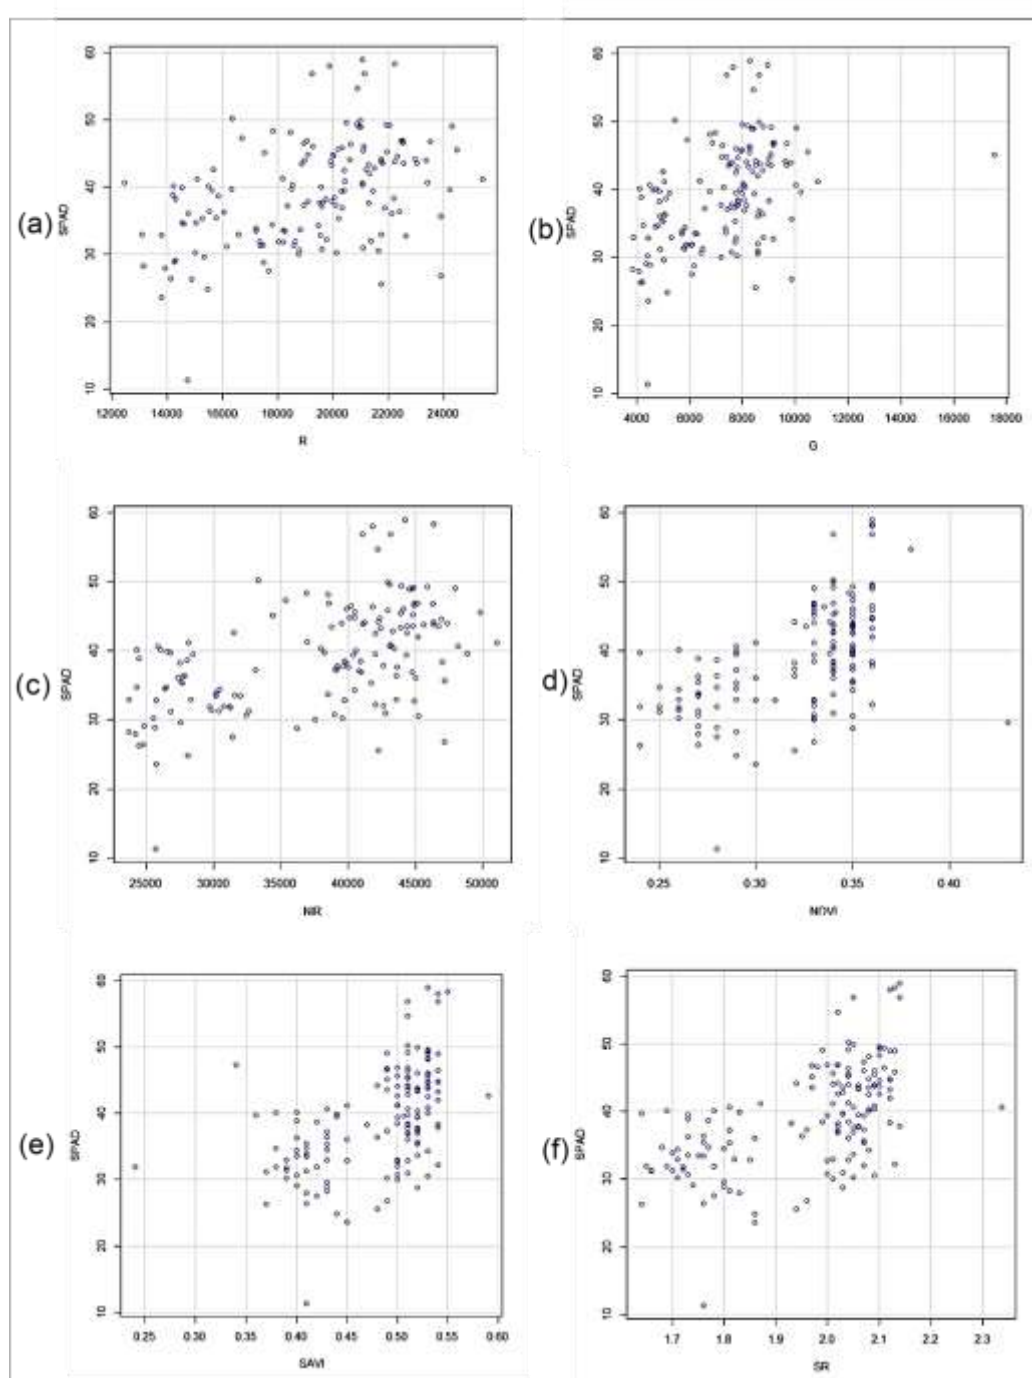 (a)
SPAD
10 20 30 40 50 60
12000 14000 16000 18000 20000 22000 24000
R
(b)
SPAD
10 20 30 40 50 60
4000 6000 8000 10000 12000 14000 16000 18000
G
(c)
SPAD
10 20 30 40 50 60
25000 30000 35000 40000 45000 50000
NIR
d)
SPAD
10 20 30 40 50 60
0.25 0.30 0.35 0.40
NDVI
(e)
SPAD
10 20 30 40 50 60
0.25 0.30 0.35 0.40 0.45 0.50 0.55 0.60
SAVI
(f)
SPAD
10 20 30 40 50 60
1.7 1.8 1.9 2.0 2.1 2.2 2.3
SR